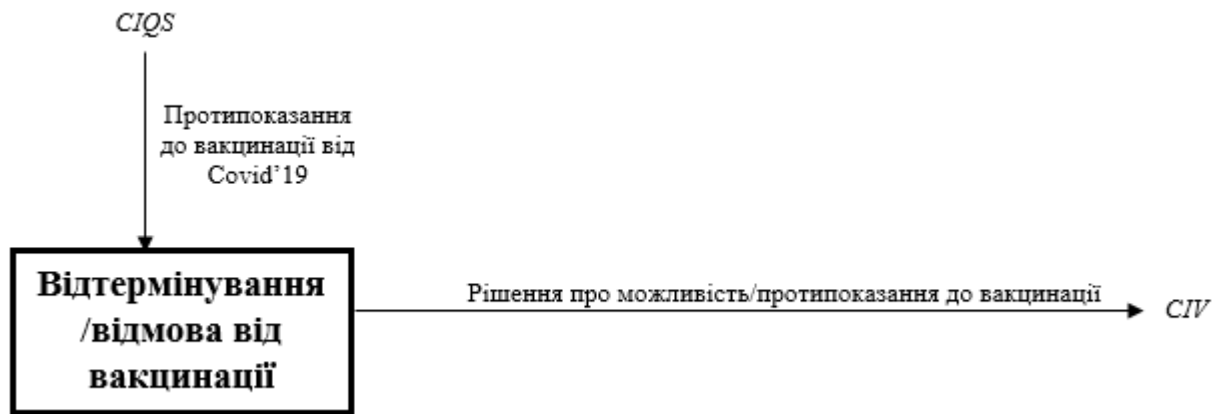 CIQS
Протипоказання
до вакцинації від
Covid’19
Відтермінування
/відмова від
вакцинації
Рішення про можливість/протипоказання до вакцинації
CIV